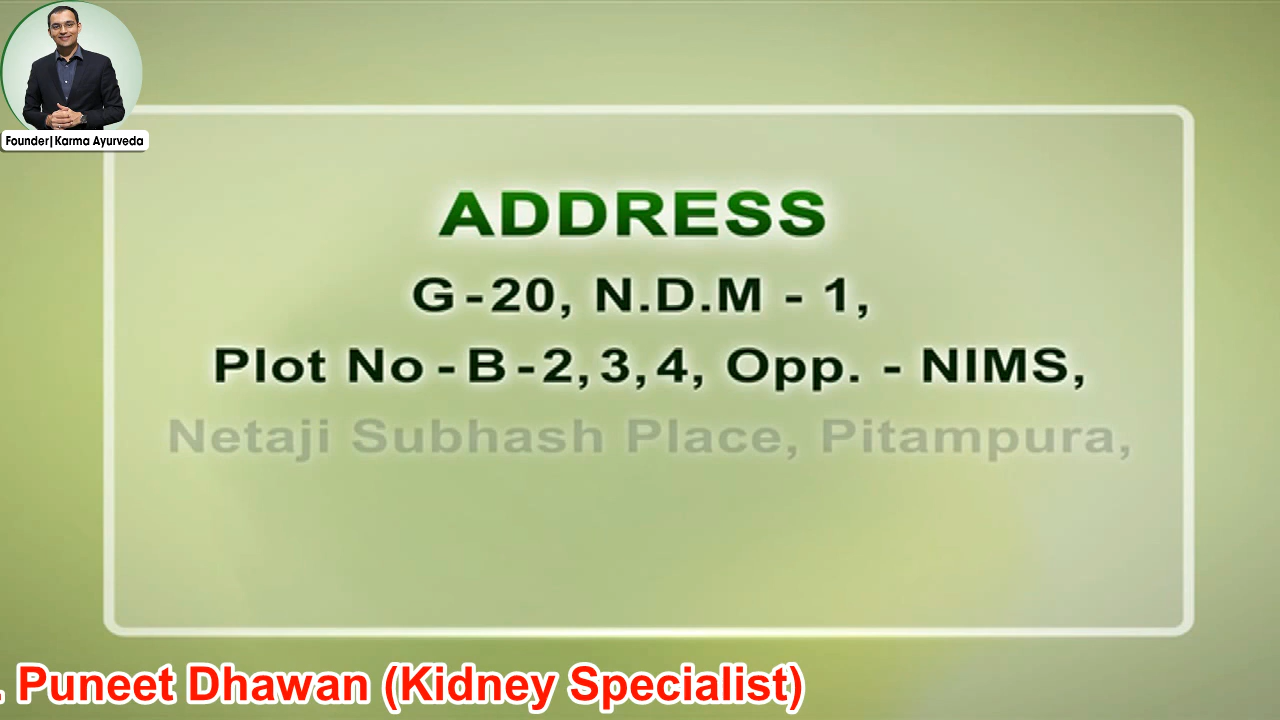 Founder|Karma Ayurveda
ADDRESS
G-20, N.D.M - 1,
Plot No-B-2,3,4, Opp. - NIMS,
Netaji Subhash Place, Pitampura,
. Puneet Dhawan (Kidney Specialist)